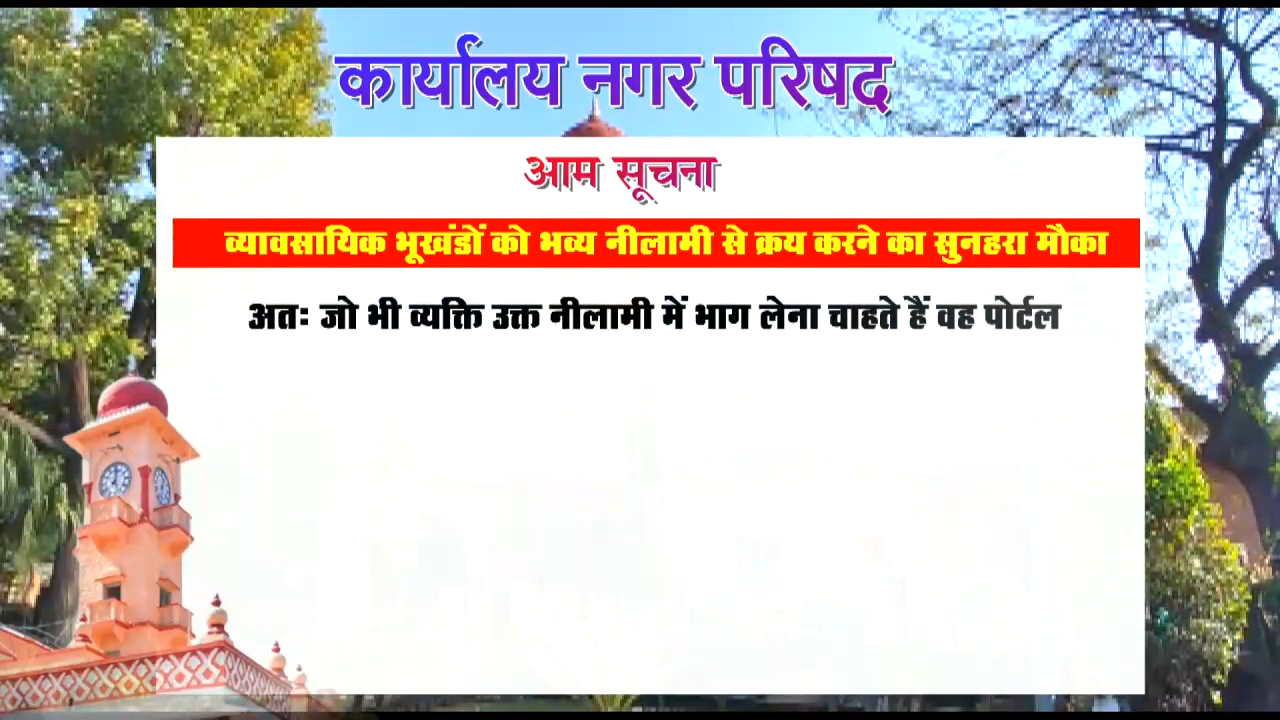 कार्यालय नगर परिषद
आम सूचना
व्यावसायिक भूखंडों को भव्य नीलामी से क्रय करने का सुनहरा मौका
अतः जो भी व्यक्ति उक्त नीलामी में भाग लेना चाहते हैं वह पोर्टल